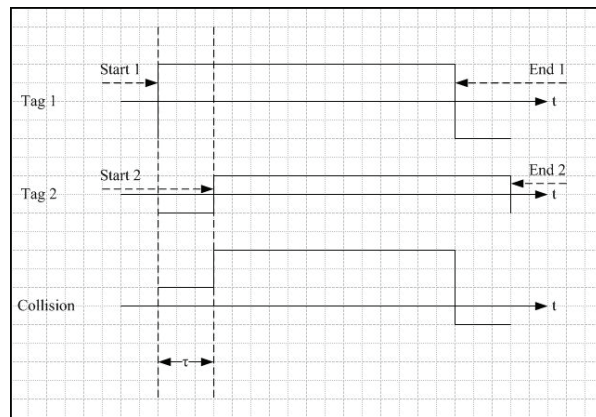 Start 1
End 1
Tag 1
t
Start 2
End 2
Tag 2
t
Collision
t
τ